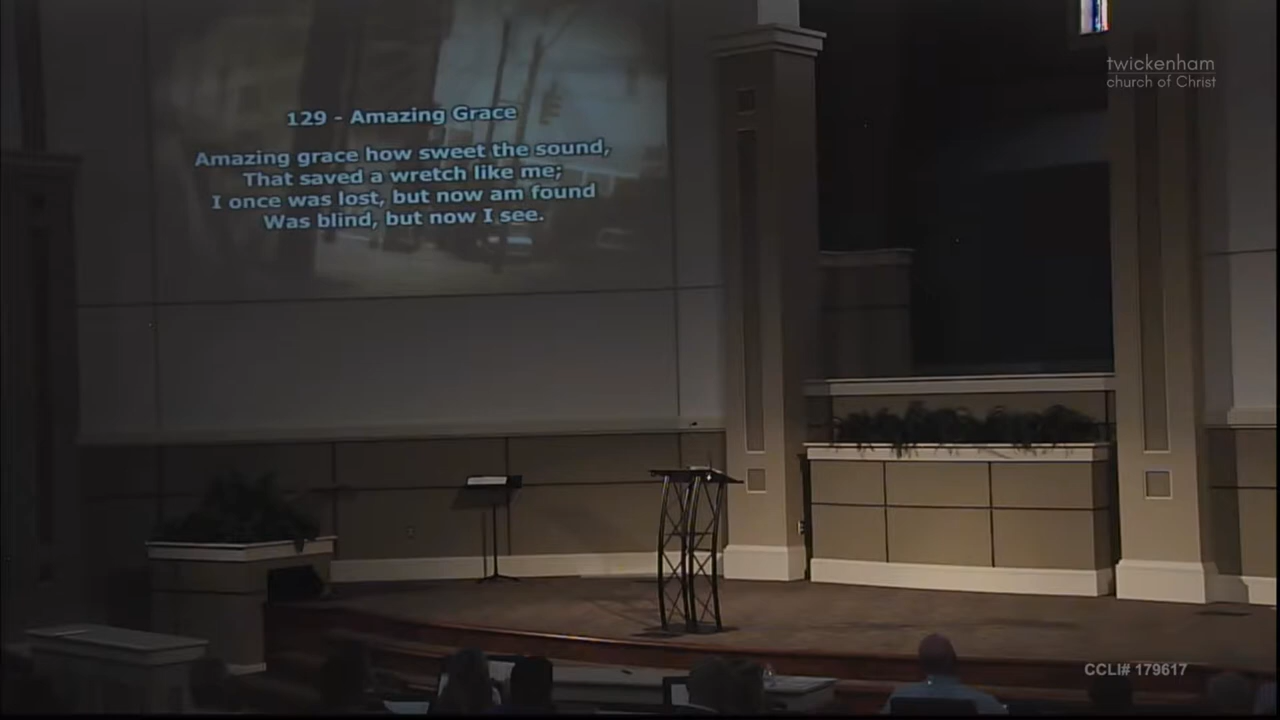 129 - Amazing Grace
Amazing grace how sweet the sound,
That saved a wretch like me;
I once was lost, but now am found
Was blind, but now I see.
twickenham
church of Christ
CCLI# 179617